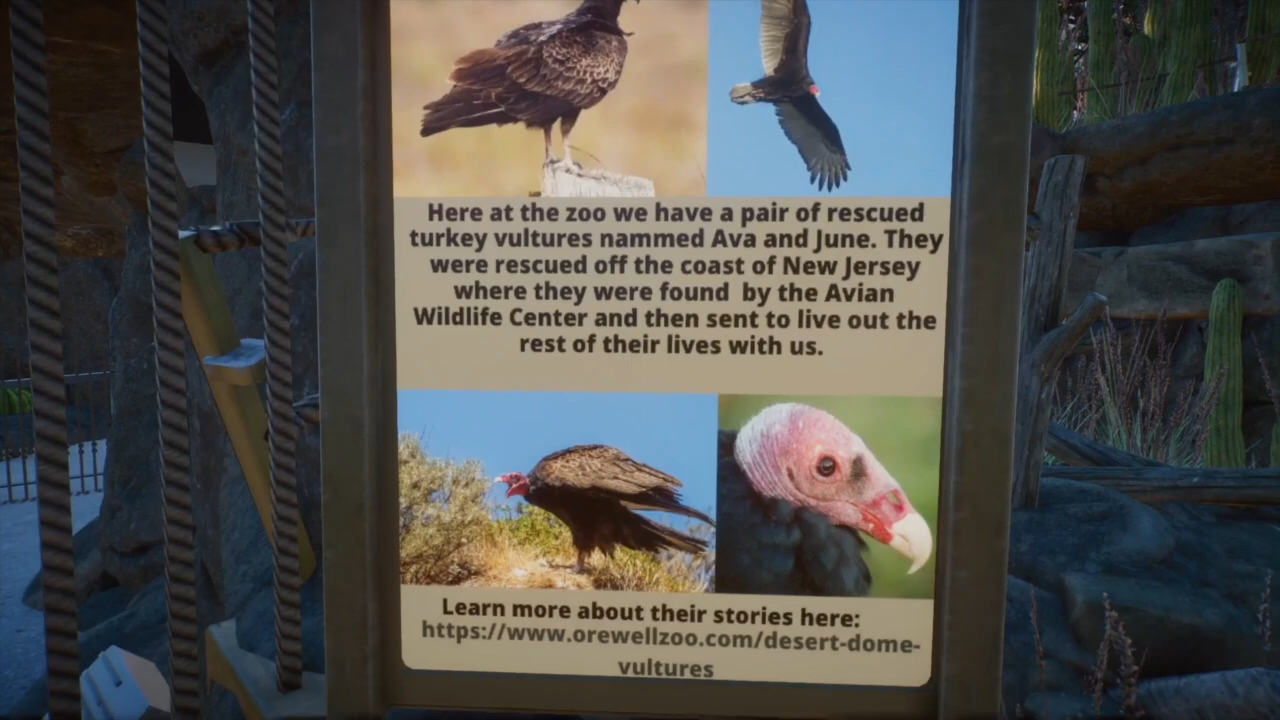 Here at the zoo we have a pair of rescued
turkey vultures nammed Ava and June. They
were rescued off the coast of New Jersey
where they were found by the Avian
Wildlife Center and then sent to live out the
rest of their lives with us.
Learn more about their stories here:
https://www.orewellzoo.com/desert-dome-
vultures